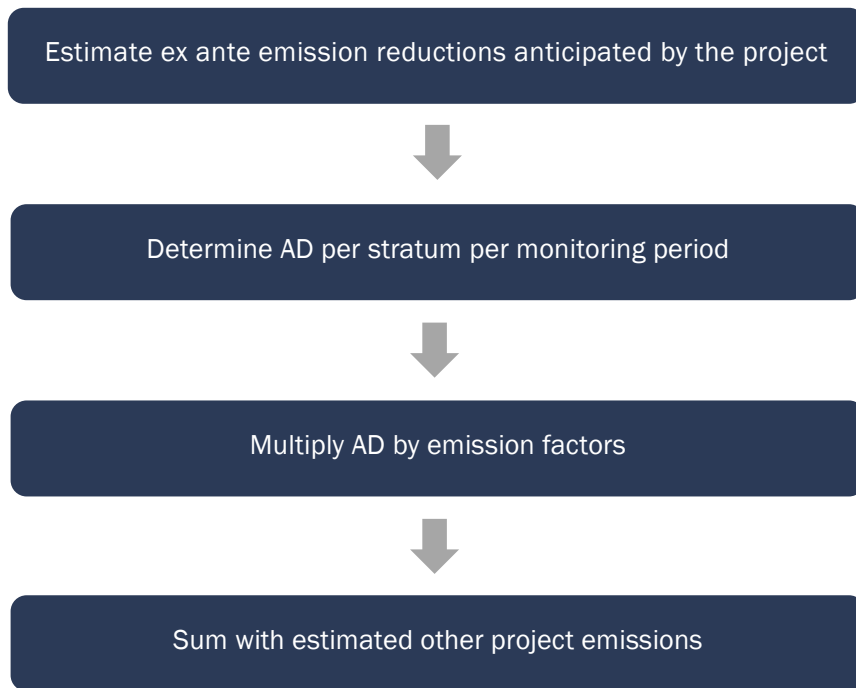 Estimate ex ante emission reductions anticipated by the project
Determine AD per stratum per monitoring period
Multiply AD by emission factors
Sum with estimated other project emissions